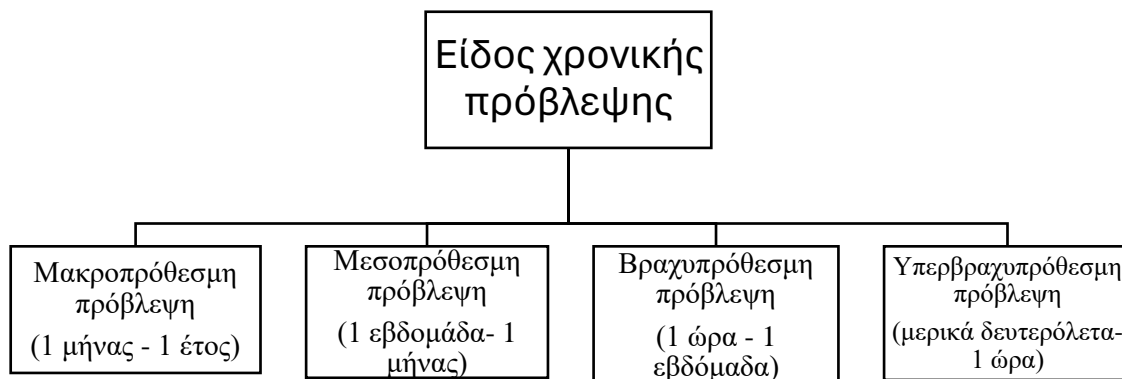 Είδος χρονικής
πρόβλεψης
Μακροπρόθεσμη
πρόβλεψη
(1 μήνας - 1 έτος)
Μεσοπρόθεσμη
πρόβλεψη
(1 εβδομάδα- 1
μήνας)
Βραχυπρόθεσμη
πρόβλεψη
(1 ώρα - 1
εβδόμαδα)
Υπερβραχυπρόθεσμη
πρόβλεψη
(μερικά δευτερόλετα-
1 ώρα)